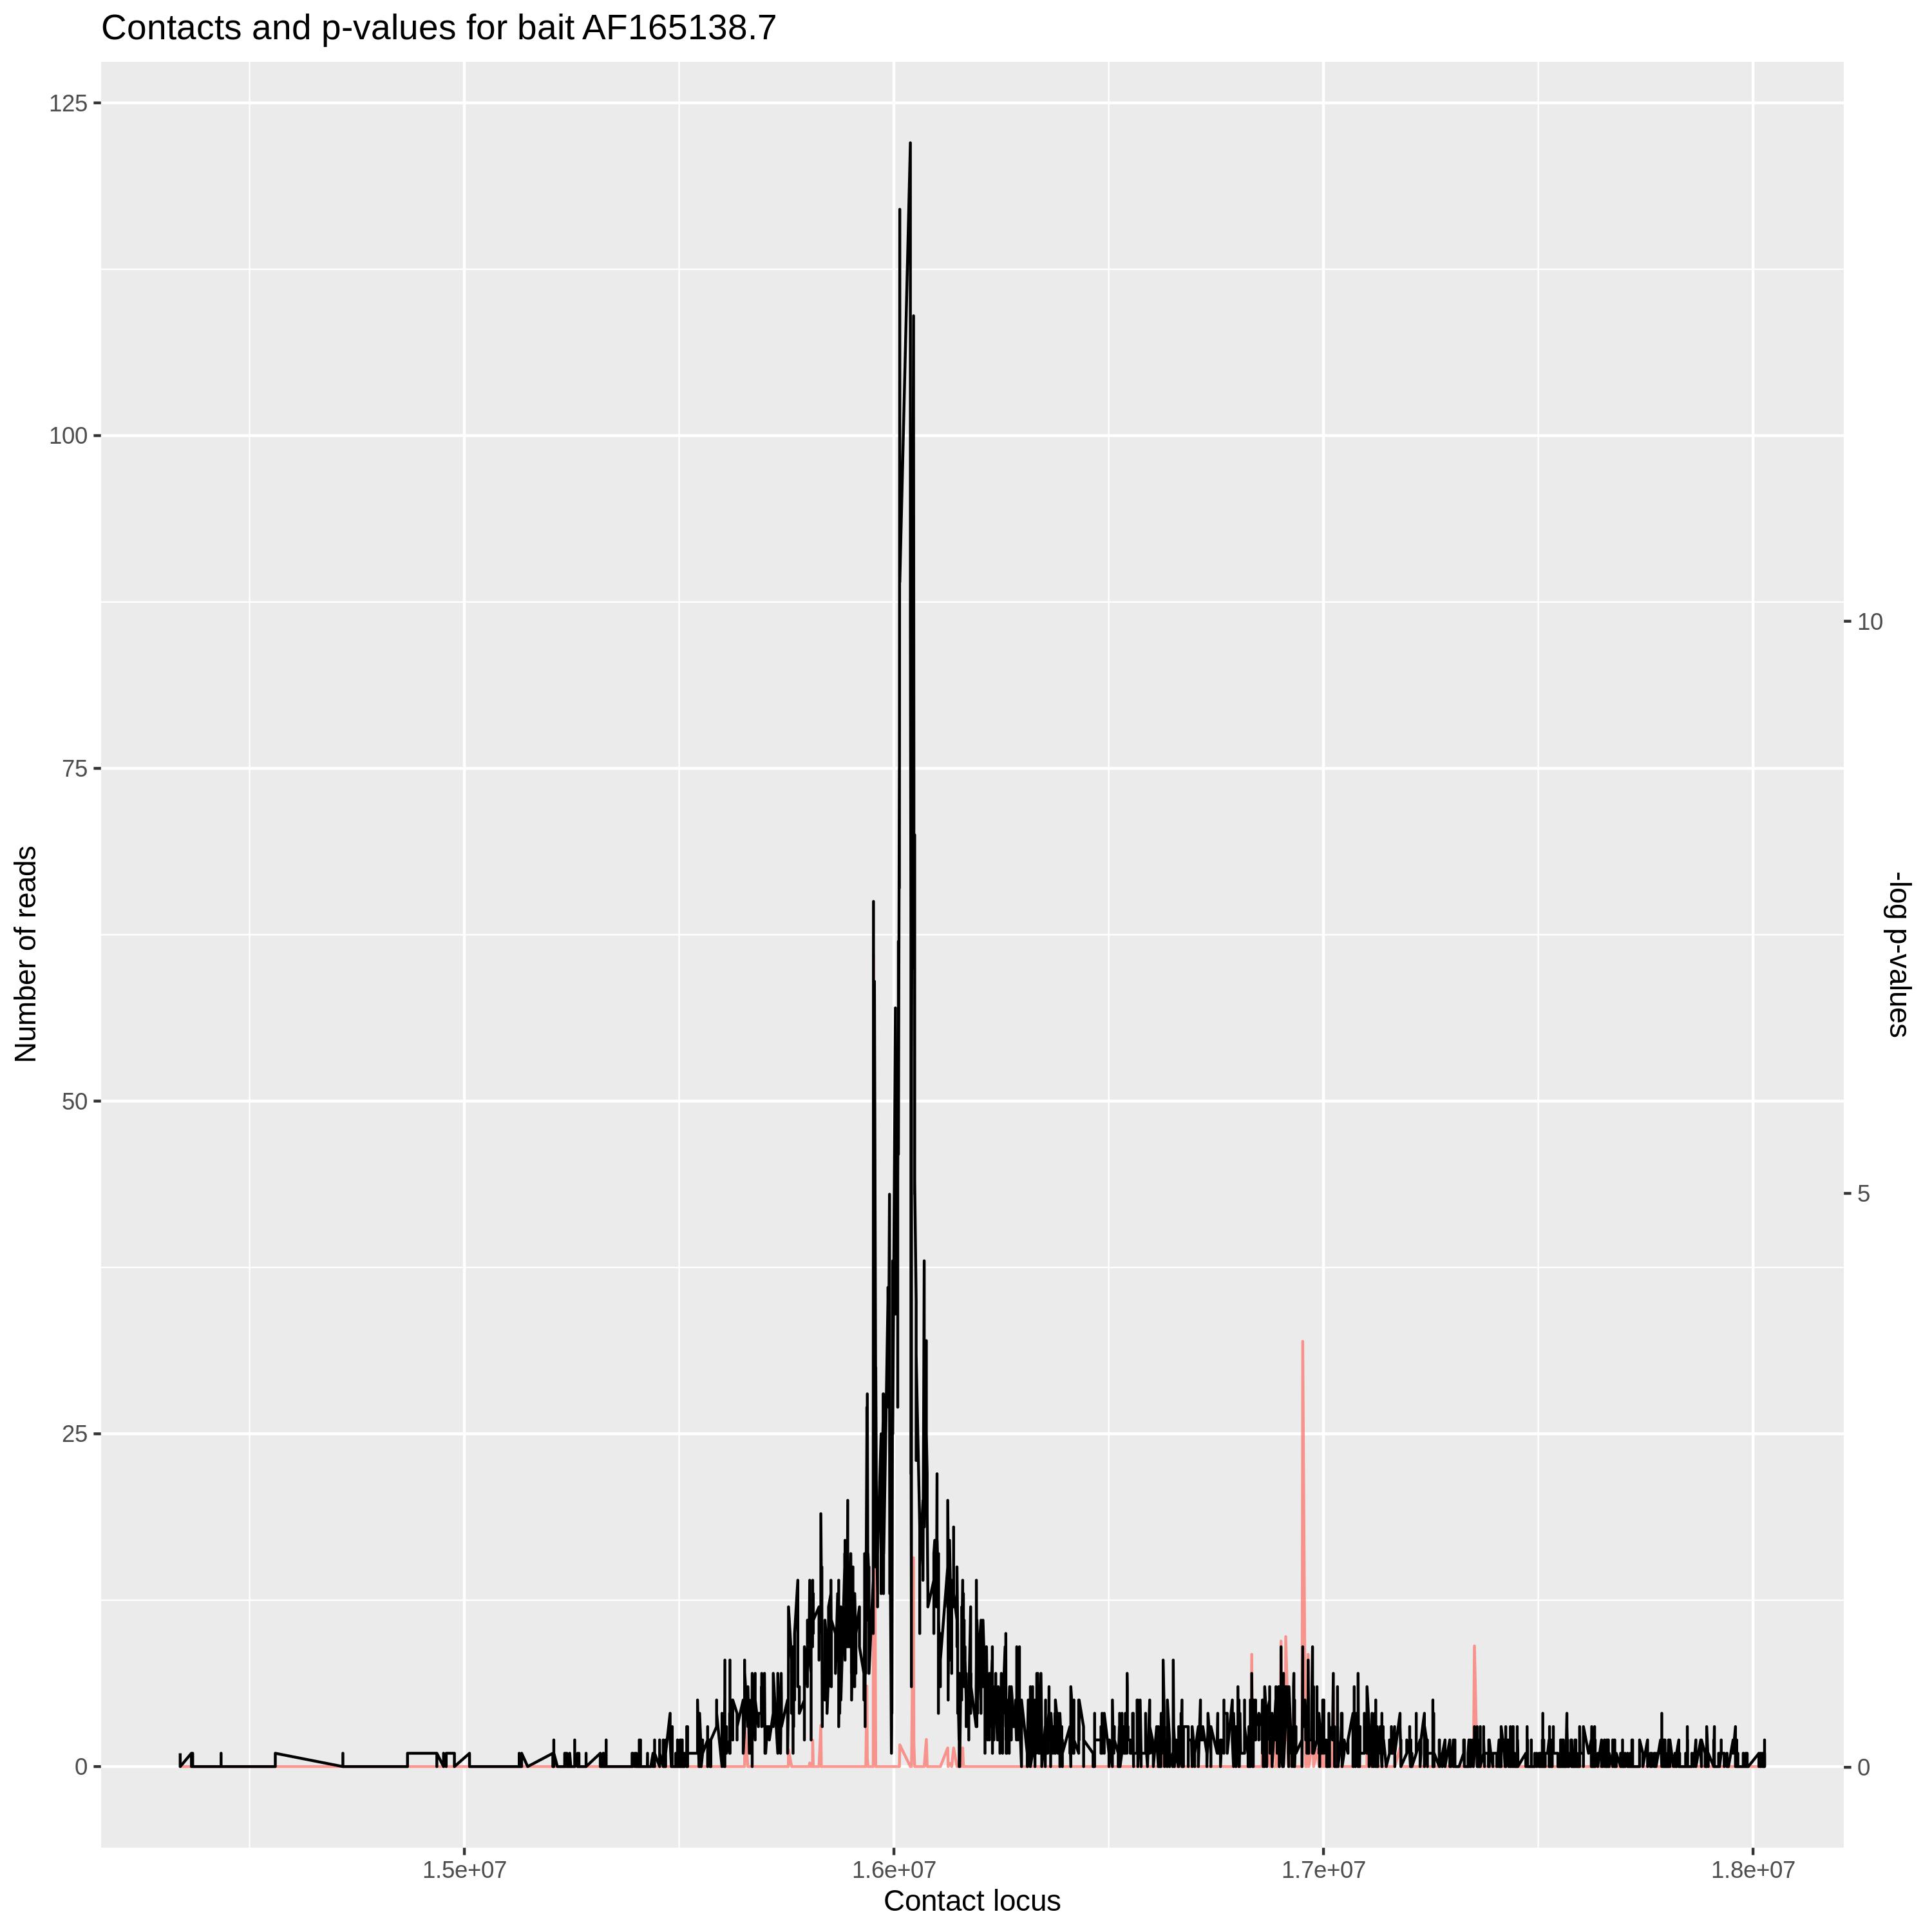 Contacts and p-values for bait AF165138.7
125
100
75
50
25
0
Number of reads
10
5
0
-log p-values
1.5e+07
1.6e+07
1.7e+07
1.8e+07
Contact locus